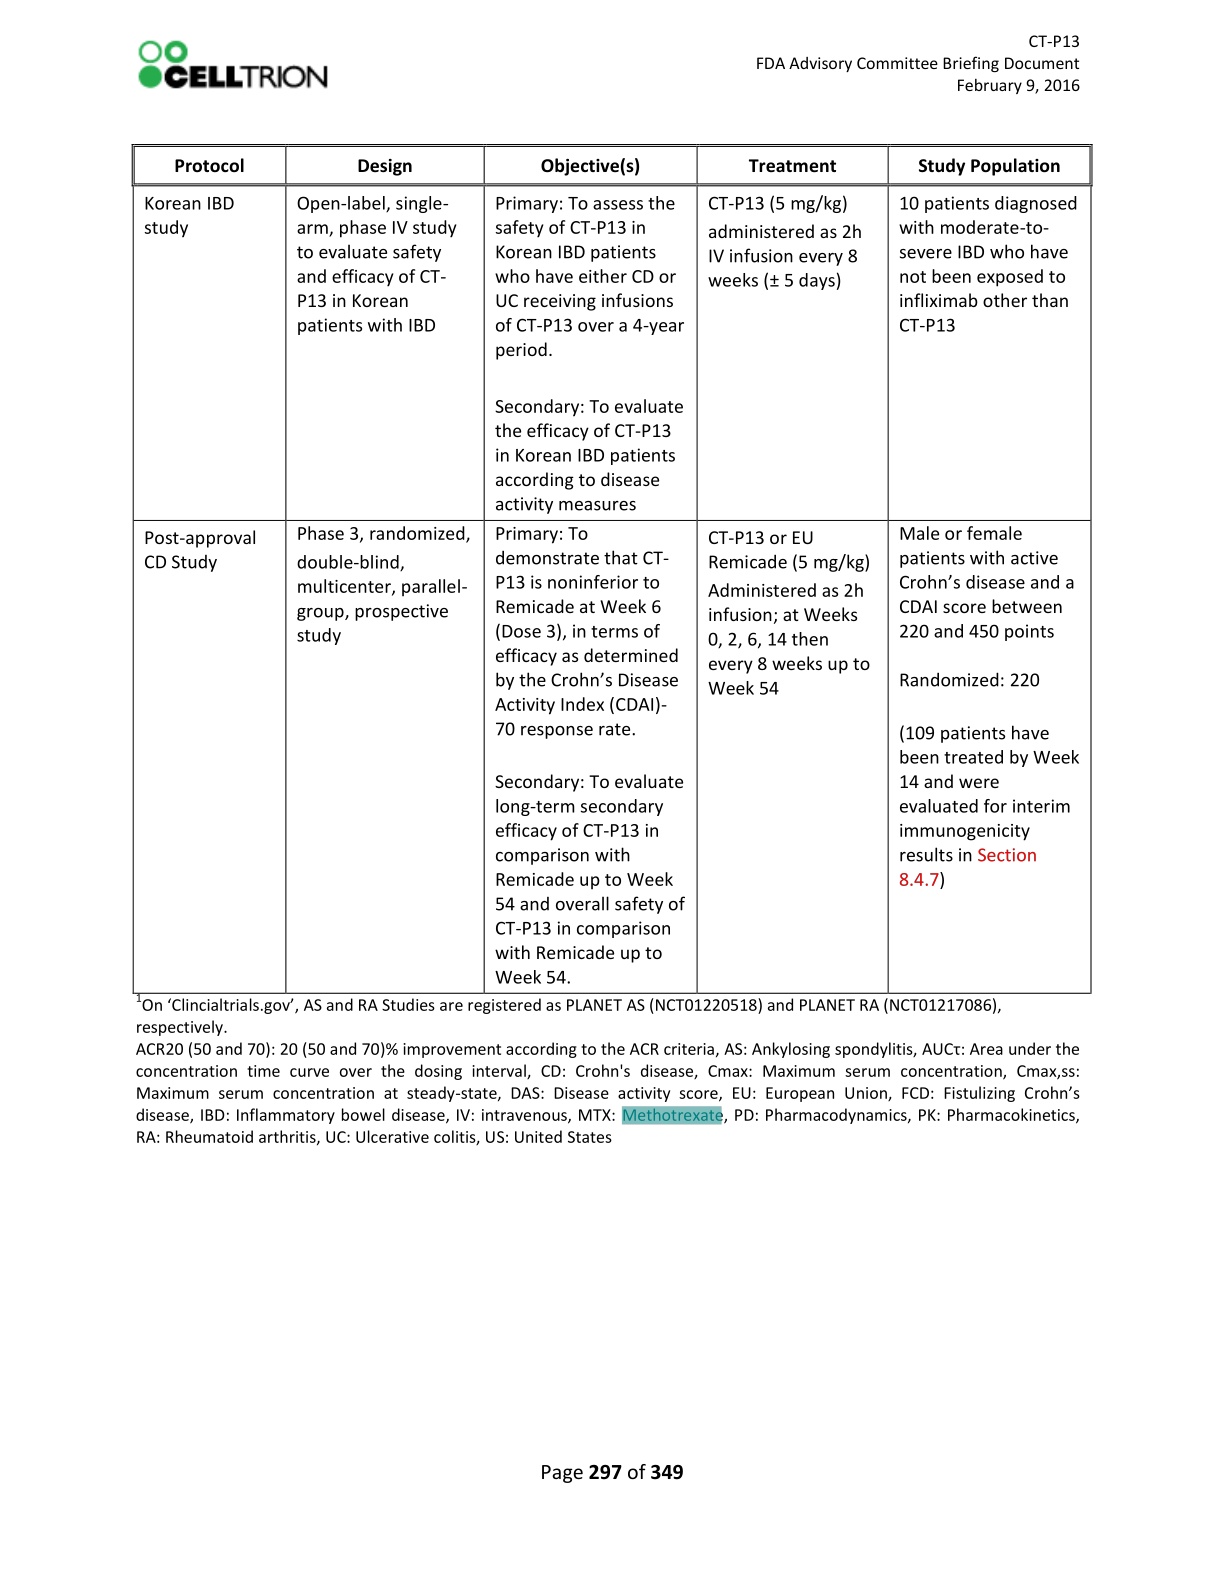 CELLTRION
CT-P13
FDA Advisory Committee Briefing Document
February 9, 2016
Protocol
Design
Objective(s)
Treatment
Study Population
Korean IBD
study
Open-label, single-
arm, phase IV study
to evaluate safety
and efficacy of CT-
P13 in Korean
patients with IBD
Primary: To assess the
safety of CT-P13 in
Korean IBD patients
who have either CD or
UC receiving infusions
of CT-P13 over a 4-year
period.
Secondary: To evaluate
the efficacy of CT-P13
in Korean IBD patients
according to disease
activity measures
CT-P13 (5 mg/kg)
administered as 2h
IV infusion every 8
weeks (± 5 days)
10 patients diagnosed
with moderate-to-
severe IBD who have
not been exposed to
infliximab other than
CT-P13
Post-approval
CD Study
Phase 3, randomized,
double-blind,
multicenter, parallel-
group, prospective
study
Primary: To
demonstrate that CT-
P13 is noninferior to
Remicade at Week 6
(Dose 3), in terms of
efficacy as determined
by the Crohn’s Disease
Activity Index (CDAI)-
70 response rate.
Secondary: To evaluate
long-term secondary
efficacy of CT-P13 in
comparison with
Remicade up to Week
54 and overall safety of
CT-P13 in comparison
with Remicade up to
Week 54.
CT-P13 or EU
Remicade (5 mg/kg)
Administered as 2h
infusion; at Weeks
0, 2, 6, 14 then
every 8 weeks up to
Week 54
Male or female
patients with active
Crohn’s disease and a
CDAI score between
220 and 450 points
Randomized: 220
(109 patients have
been treated by Week
14 and were
evaluated for interim
immunogenicity
results in Section
8.4.7)
1On ‘Clincialtrials.gov’, AS and RA Studies are registered as PLANET AS (NCT01220518) and PLANET RA (NCT01217086),
respectively.
ACR20 (50 and 70): 20 (50 and 70)% improvement according to the ACR criteria, AS: Ankylosing spondylitis, AUCτ: Area under the
concentration time curve over the dosing interval, CD: Crohn's disease, Cmax: Maximum serum concentration, Cmax,ss:
Maximum serum concentration at steady-state, DAS: Disease activity score, EU: European Union, FCD: Fistulizing Crohn’s
disease, IBD: Inflammatory bowel disease, IV: intravenous, MTX: Methotrexate, PD: Pharmacodynamics, PK: Pharmacokinetics,
RA: Rheumatoid arthritis, UC: Ulcerative colitis, US: United States
Page 297 of 349